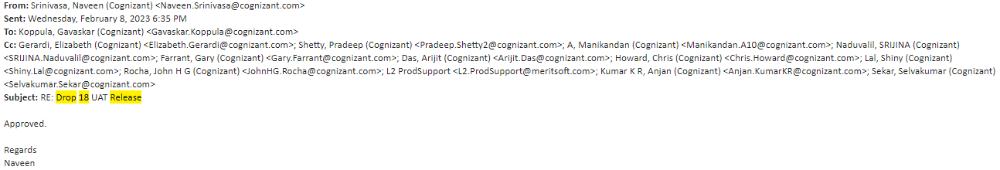 From: Srinivasa, Naveen (Cognizant) <Naveen.Srinivasa@cognizant.com>
Sent: Wednesday, February 8, 2023 6:35 PM
To: Koppula, Gavaskar (Cognizant) <Gavaskar.Koppula@cognizant.com>
Cc: Gerardi, Elizabeth (Cognizant) <Elizabeth.Gerardi@cognizant.com>; Shetty, Pradeep (Cognizant) <Pradeep.Shetty2@cognizant.com>; A, Manikandan (Cognizant) <Manikandan.A10@cognizant.com>; Naduvalil, SRIJINA (Cognizant)
<SRIJINA.Naduvalil@cognizant.com>; Farrant, Gary (Cognizant) <Gary.Farrant@cognizant.com>; Das, Arijit (Cognizant) <Arijit.Das@cognizant.com>; Howard, Chris (Cognizant) <Chris.Howard@cognizant.com>; Lal, Shiny (Cognizant)
<Shiny.Lal@cognizant.com>; Rocha, John H G (Cognizant) <JohnHG.Rocha@cognizant.com>; L2 ProdSupport <L2.ProdSupport@meritsoft.com>; Kumar K R, Anjan (Cognizant) <Anjan.KumarKR@cognizant.com>; Sekar, Selvakumar (Cognizant)
<Selvakumar.Sekar@cognizant.com>
Subject: RE: Drop 18 UAT Release
Approved.
Regards
Naveen